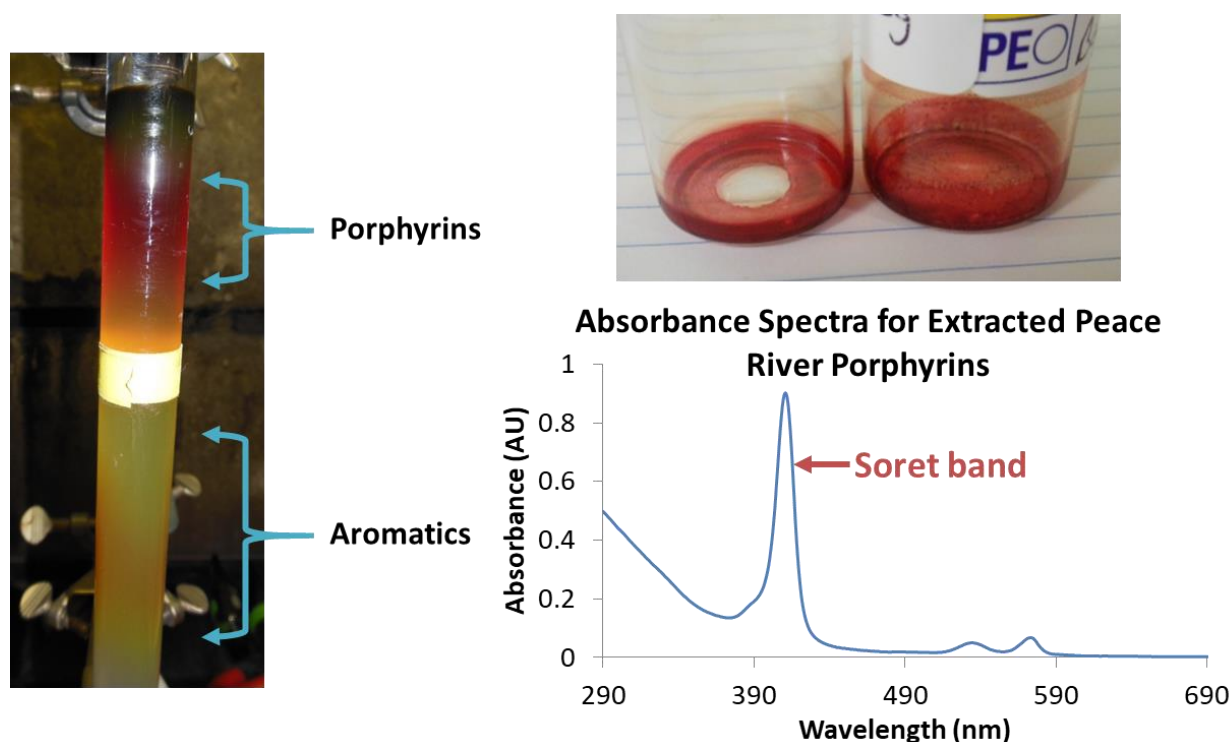 Porphyrins
Aromatics
PE
Absorbance Spectra for Extracted Peace
River Porphyrins
Absorbance (AU)
1
0.8
0.6
0.4
0.2
0
Soret band
290
390
490
590
690
Wavelength (nm)